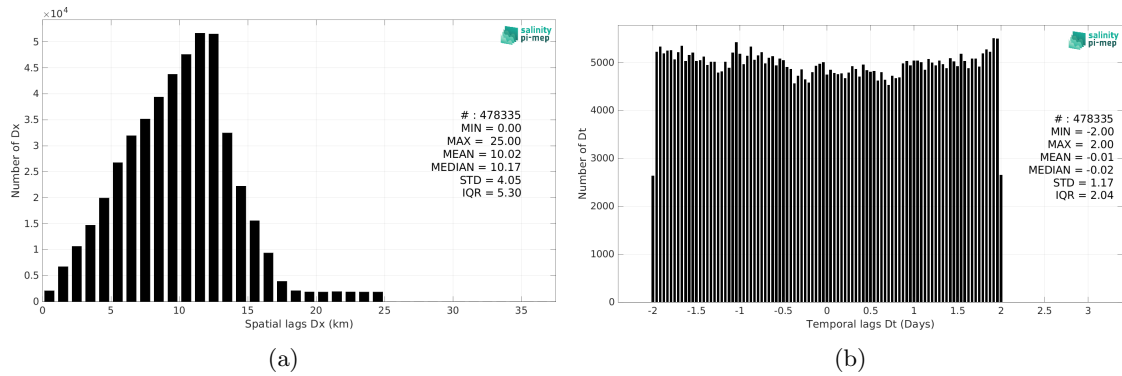 ×10⁴
5
4.5
4
3.5
3
2.5
2
1.5
1
0.5
0
Number of Dx
0 5 10 15 20 25 30 35
Spatial lags Dx (km)
salinity
pi-mep
# : 478335
MIN = 0.00
MAX = 25.00
MEAN = 10.02
MEDIAN = 10.17
STD = 4.05
IQR = 5.30
(a)
5000
4000
3000
2000
1000
0
Number of Dt
-2 -1.5 -1 -0.5 0 0.5 1 1.5 2 2.5 3
Temporal lags Dt (Days)
salinity
pi-mep
# : 478335
MIN = -2.00
MAX = 2.00
MEAN = -0.01
MEDIAN = -0.02
STD = 1.17
IQR = 2.04
(b)